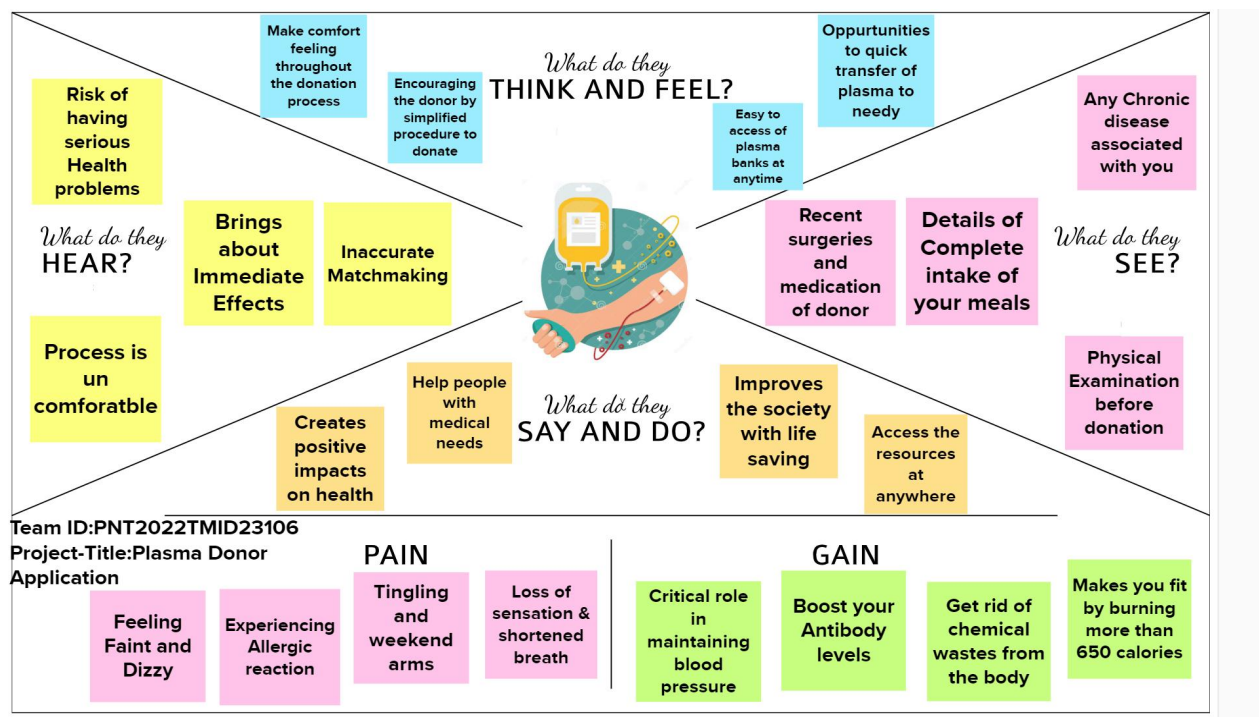 Make comfort
feeling
throughout
the donation
process
Encouraging
the donor by
simplified
procedure to
donate
What do they
THINK AND FEEL?
Easy to
access of
plasma
banks at
anytime
Oppurtunities
to quick
transfer of
plasma to
needy
Risk of
having
serious
Health
problems
What do they
HEAR?
Brings
about
Immediate
Effects
Inaccurate
Matchmaking
Process is
un
comforatble
Any Chronic
disease
associated
with you
Recent
surgeries
and
medication
of donor
Details of
Complete
intake of
your meals
What do they
SEE?
Physical
Examination
before
donation
Creates
positive
impacts
on health
Help people
with
medical
needs
What do they
SAY AND DO?
Improves
the society
with life
saving
Access the
resources
at
anywhere
Team ID:PNT2022TMID23106
Project-Title:Plasma Donor
Application
PAIN
Feeling
Faint and
Dizzy
Experiencing
Allergic
reaction
Tingling
and
weekend
arms
Loss of
sensation &
shortened
breath
GAIN
Critical role
in
maintaining
blood
pressure
Boost your
Antibody
levels
Get rid of
chemical
wastes from
the body
Makes you fit
by burning
more than
650 calories